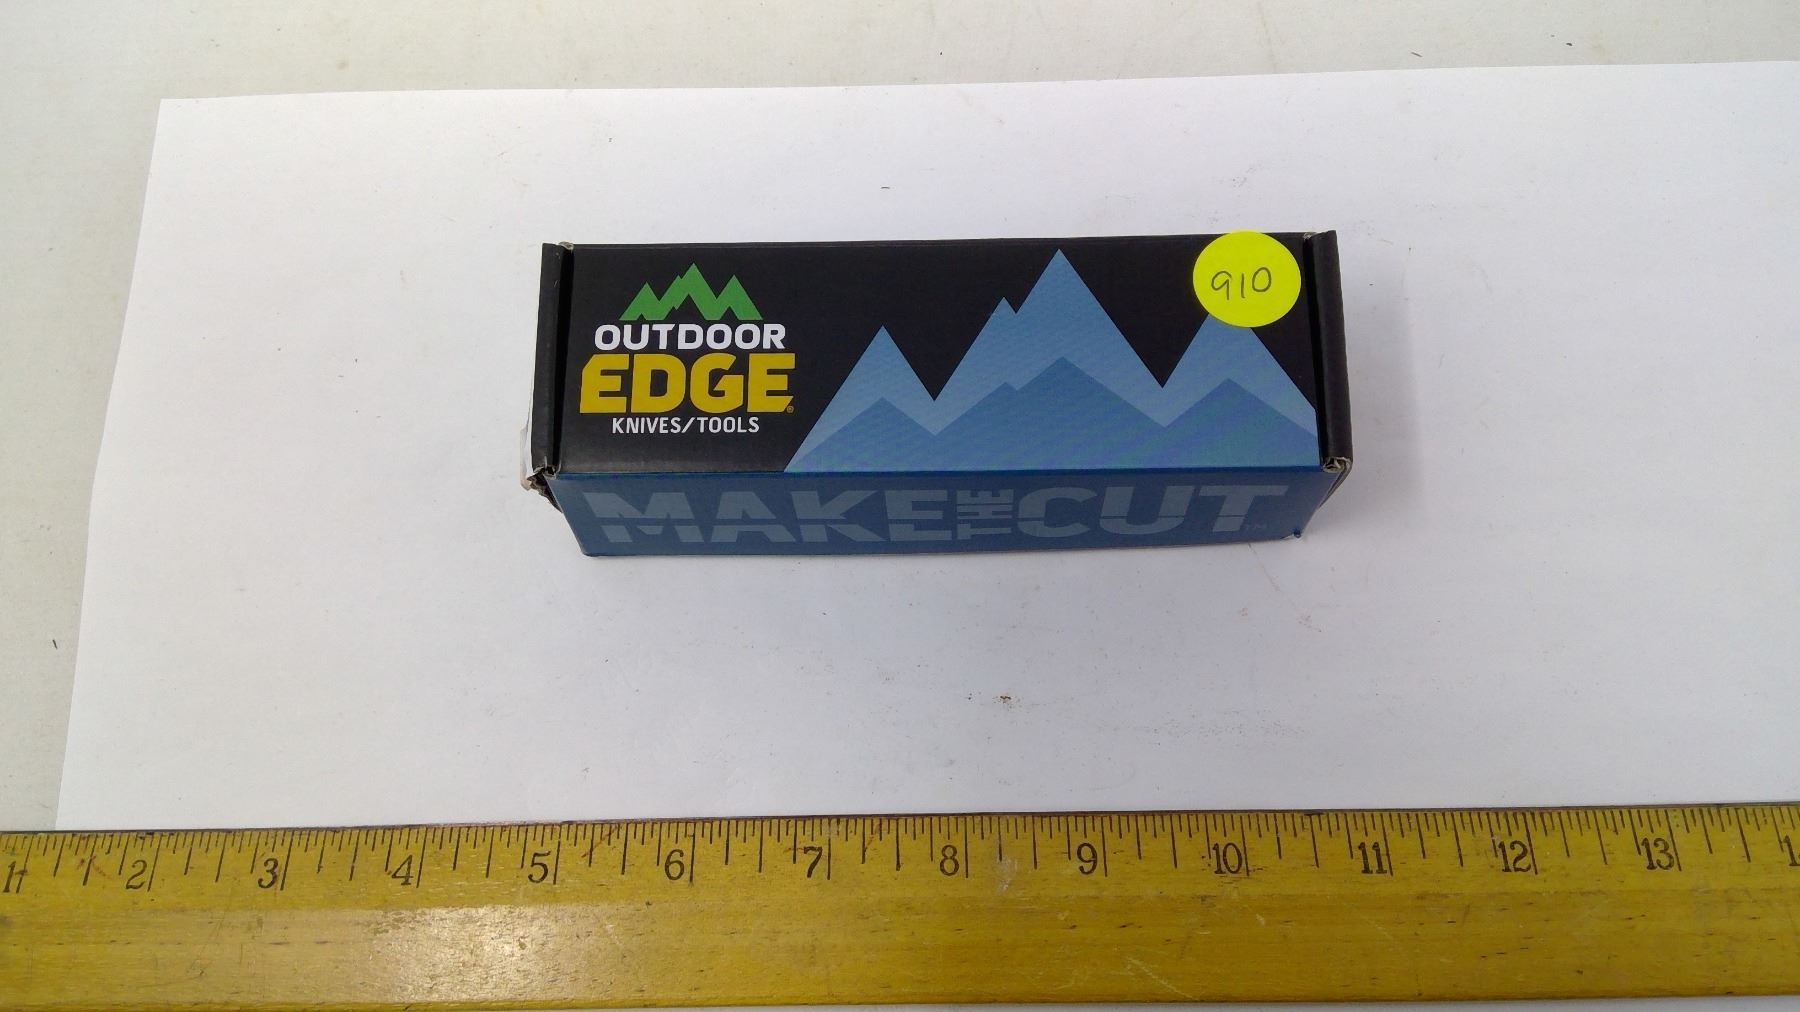 910
OUTDOOR
EDGE®
KNIVES/TOOLS
MAKE THE CUT™
1 2 3 4 5 6 7 8 9 10 11 12 13